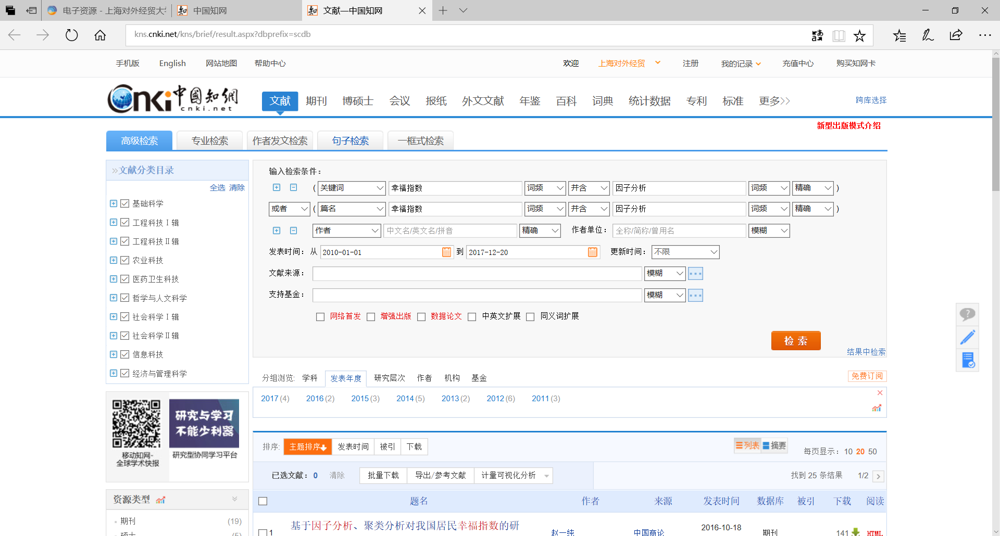 电子资源 - 上海对外经贸大学
中国知网
文献—中国知网
kns.cnki.net/kns/brief/result.aspx?dbprefix=scdb
手机版 English 网站地图 帮助中心 欢迎 上海对外经贸 注册 我的记录 充值中心 购买知网卡
Cnki中國知網
cnki.net
文献 期刊 博硕士 会议 报纸 外文文献 年鉴 百科 词典 统计数据 专利 标准 更多>> 跨库选择
新型出版模式介绍
高级检索 专业检索 作者发文检索 句子检索 一框式检索
»文献分类目录
全选 清除
基础科学
工程科技Ⅰ辑
工程科技Ⅱ辑
农业科技
医药卫生科技
哲学与人文科学
社会科学Ⅰ辑
社会科学Ⅱ辑
信息科技
经济与管理科学
输入检索条件：
( 关键词 幸福指数 词频 并含 因子分析 词频 精确 )
或者 ( 篇名 幸福指数 词频 并含 因子分析 词频 精确 )
作者 中文名/英文名/拼音 精确 作者单位： 全称/简称/曾用名 模糊
发表时间： 从 2010-01-01 到 2017-12-20 更新时间： 不限
文献来源： 模糊 ...
支持基金： 模糊 ...
网络首发 增强出版 数据论文 中英文扩展 同义词扩展
检 索
结果中检索
分组浏览: 学科 发表年度 研究层次 作者 机构 基金 免费订阅
2017(4) 2016(2) 2015(3) 2014(5) 2013(2) 2012(6) 2011(3)
研究与学习
不能少利器
移动知网-
全球学术快报
研究型协同学习平台
排序: 主题排序 发表时间 被引 下载 列表 摘要 每页显示： 10 20 50
已选文献： 0 清除 批量下载 导出/参考文献 计量可视化分析 找到 25 条结果 1/2 >
题名 作者 来源 发表时间 数据库 被引 下载 阅读
1 基于因子分析、聚类分析对我国居民幸福指数的研 赵一纯 中国商论 2016-10-18 期刊 141 HTML
资源类型
期刊 (19)
硕士 (5)